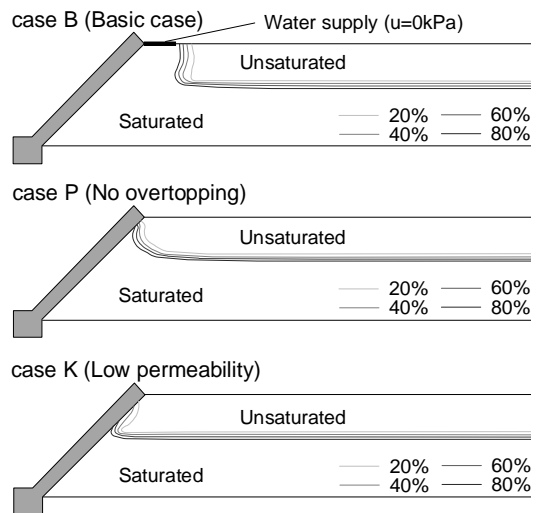 case B (Basic case)
Water supply (u=0kPa)
Unsaturated
Saturated
20% 60%
40% 80%
case P (No overtopping)
Unsaturated
Saturated
20% 60%
40% 80%
case K (Low permeability)
Unsaturated
Saturated
20% 60%
40% 80%